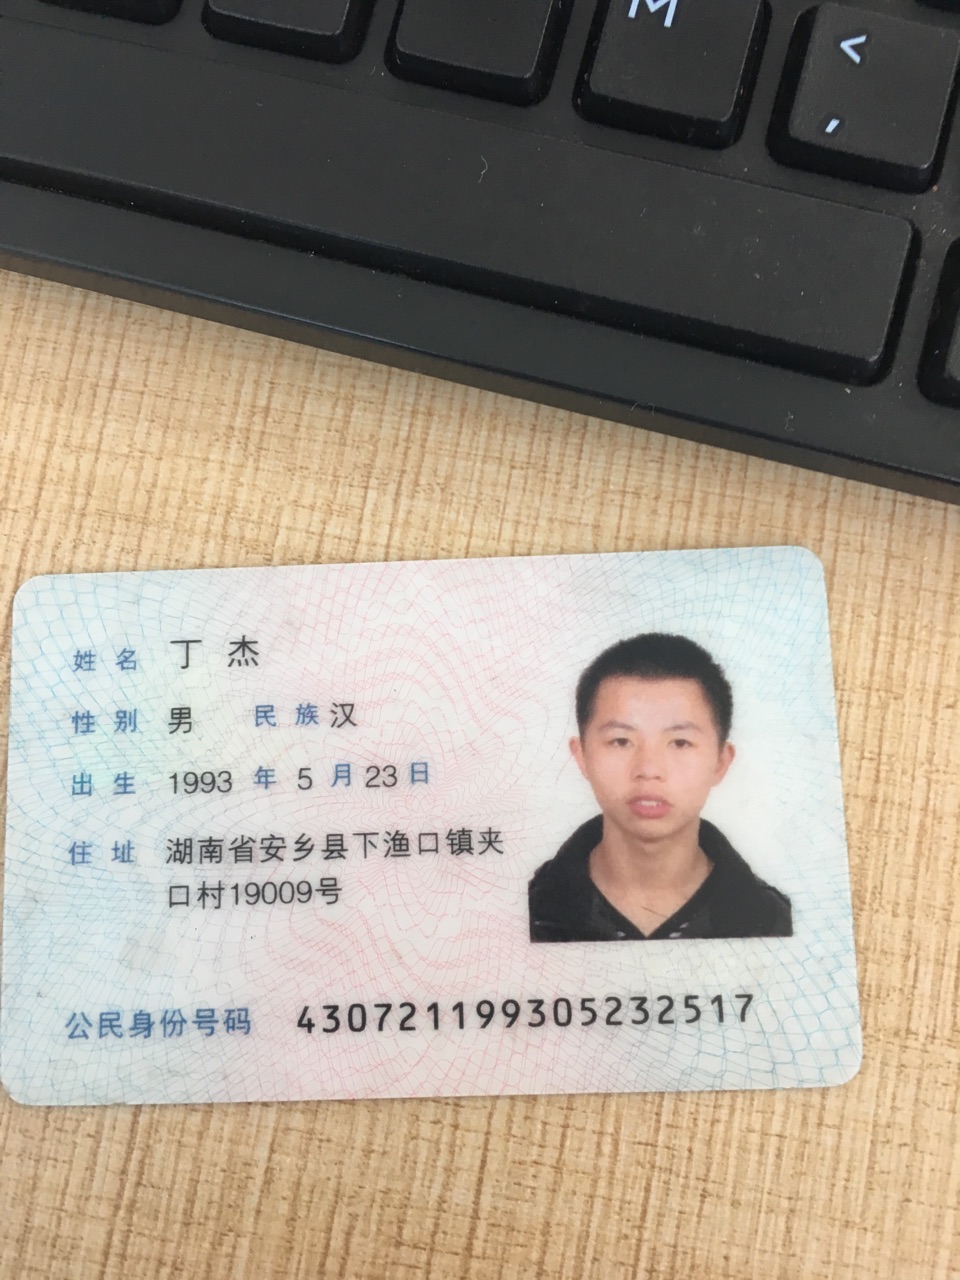 M
<
,
姓名 丁杰
性别 男 民族 汉
出生 1993 年 5 月 23 日
住址 湖南省安乡县下渔口镇夹
口村19009号
公民身份号码 430721199305232517